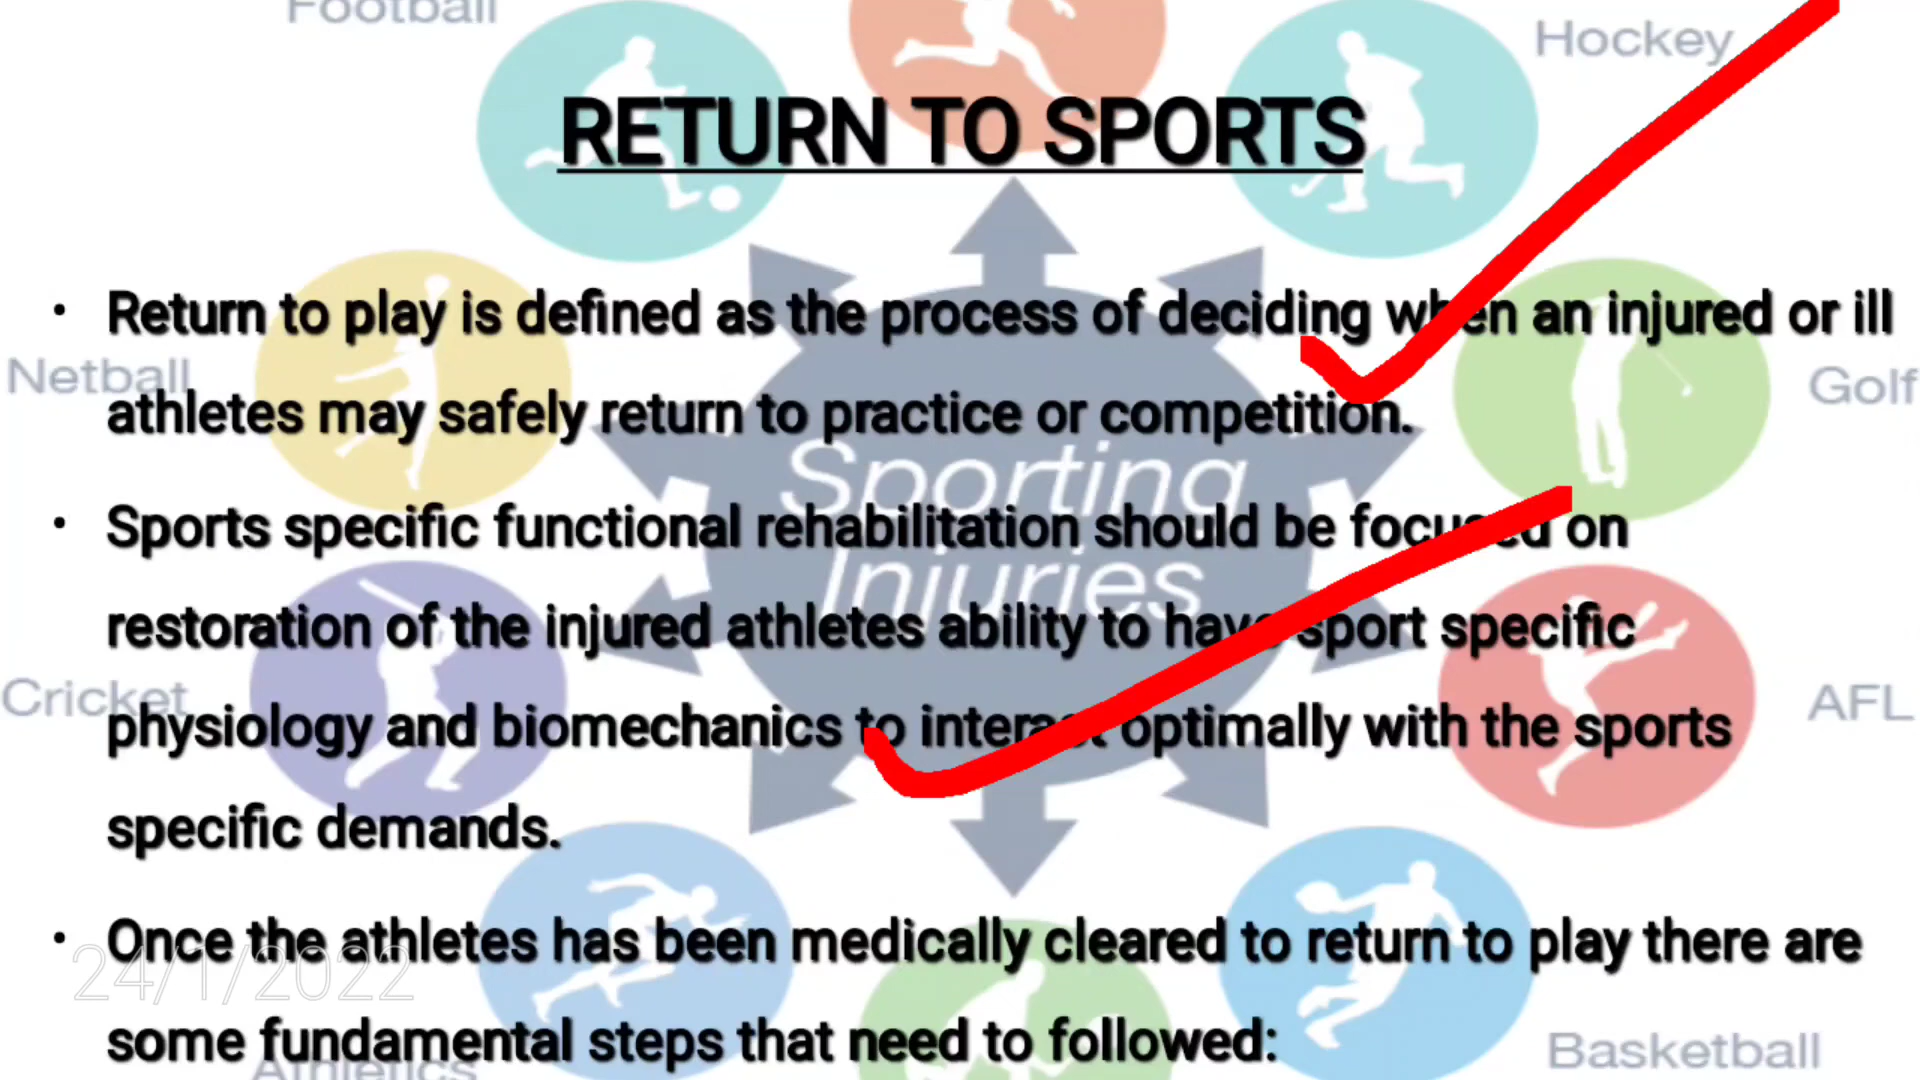 Football
Hockey
RETURN TO SPORTS
• Return to play is defined as the process of deciding when an injured or ill
Netball
Golf
athletes may safely return to practice or competition.
Sporting
• Sports specific functional rehabilitation should be focused on
Injuries
restoration of the injured athletes ability to have sport specific
Cricket
AFL
physiology and biomechanics to interact optimally with the sports
specific demands.
• Once the athletes has been medically cleared to return to play there are
24/1/2022
some fundamental steps that need to followed:
Athletics
Basketball